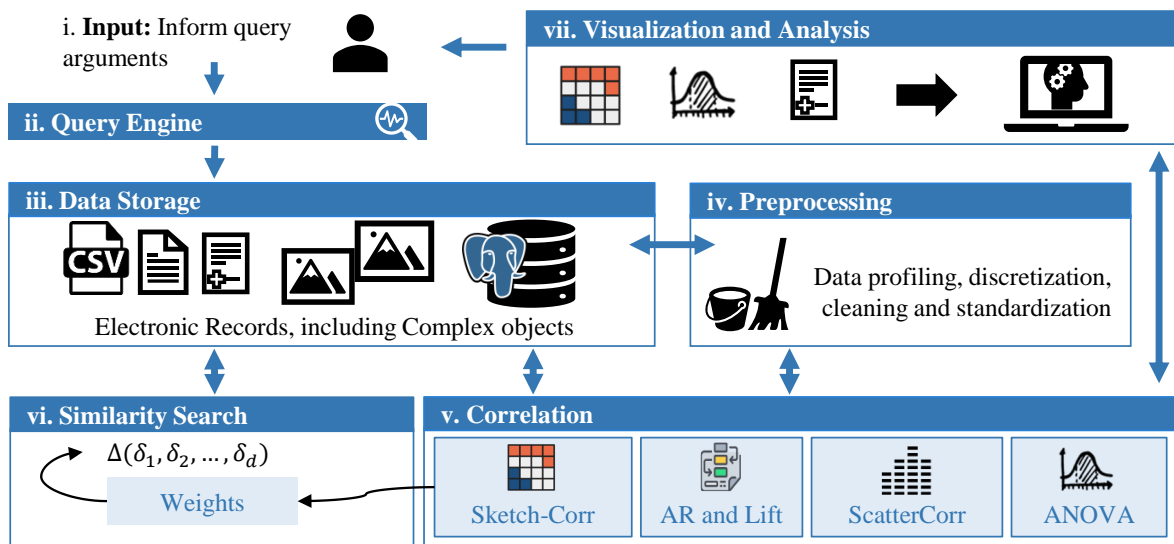 i. Input: Inform query
arguments
vii. Visualization and Analysis
ii. Query Engine
iii. Data Storage
CSV
Electronic Records, including Complex objects
iv. Preprocessing
Data profiling, discretization,
cleaning and standardization
vi. Similarity Search
Δ(δ₁, δ₂, …, δ_d)
Weights
v. Correlation
Sketch-Corr
AR and Lift
ScatterCorr
ANOVA